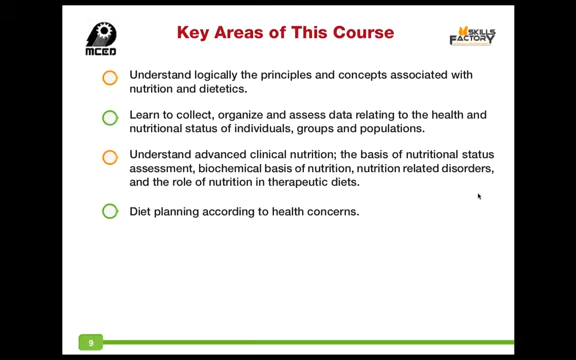 Key Areas of This Course
MCED
SKILLS
FACTORY
Understand logically the principles and concepts associated with
nutrition and dietetics.
Learn to collect, organize and assess data relating to the health and
nutritional status of individuals, groups and populations.
Understand advanced clinical nutrition; the basis of nutritional status
assessment, biochemical basis of nutrition, nutrition related disorders,
and the role of nutrition in therapeutic diets.
Diet planning according to health concerns.
9